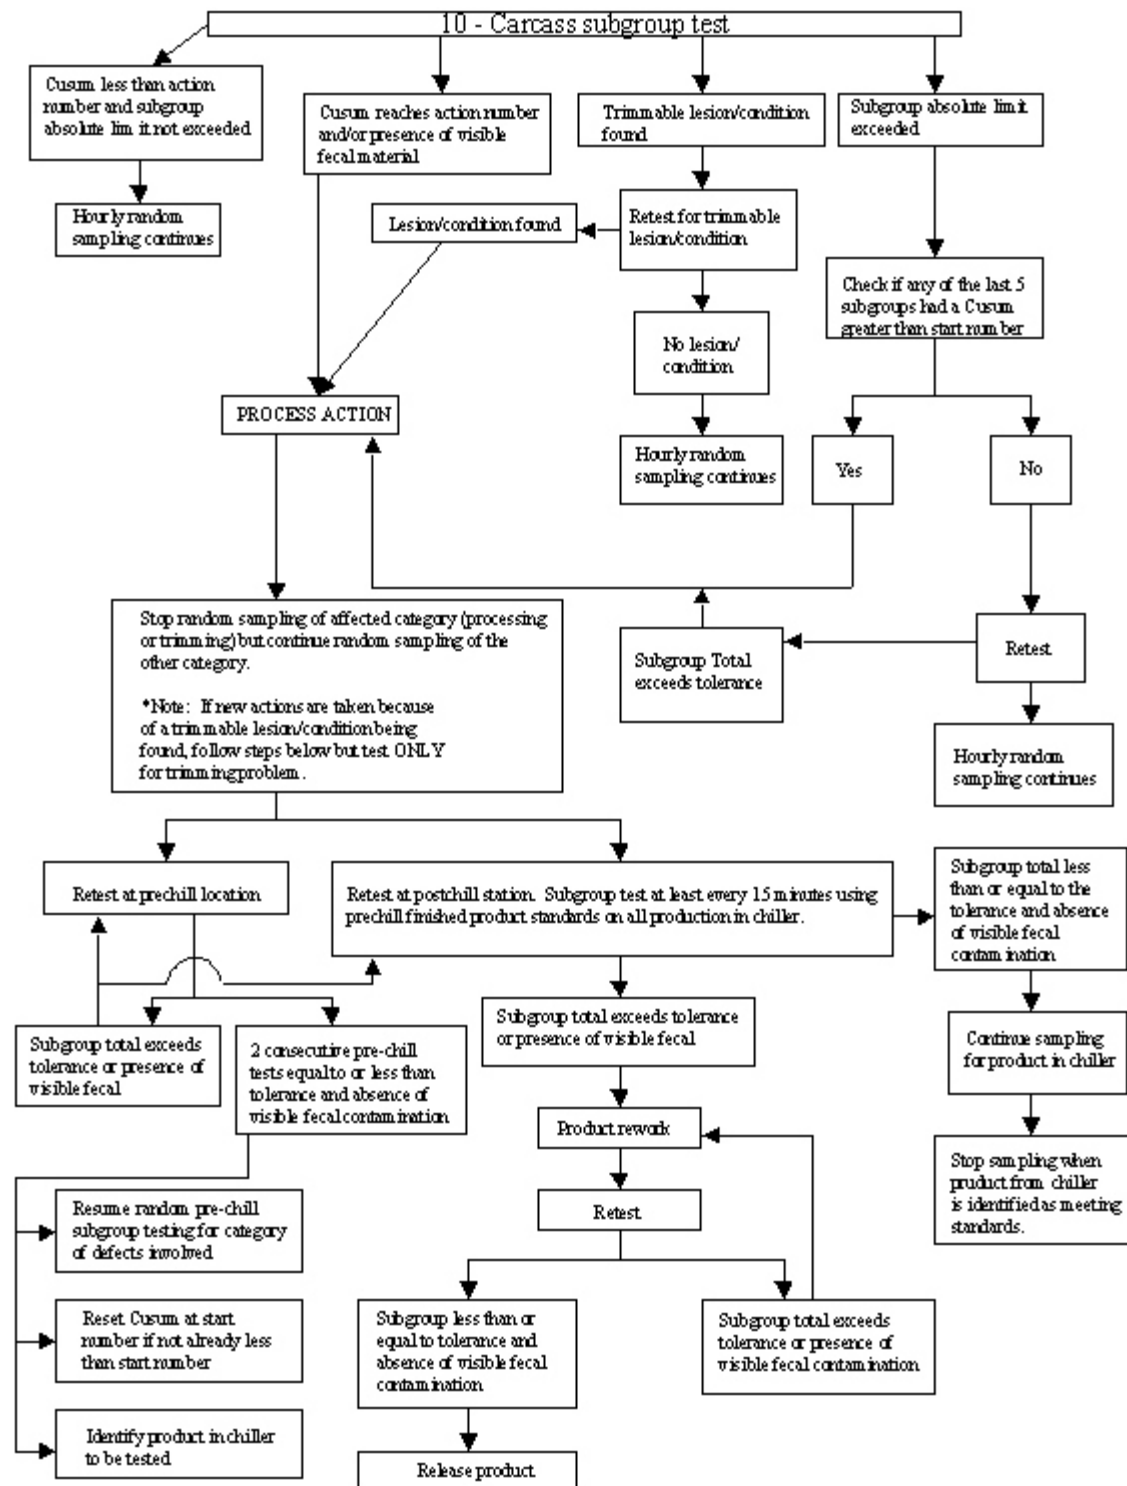 10 - Carcass subgroup test
Cusum less than action
number and subgroup
absolute limit not exceeded
Cusum reaches action number
and/or presence of visible
fecal material
Trimmable lesion/condition
found
Subgroup absolute limit
exceeded
Hourly random
sampling continues
Lesion/condition found
Retest for trimmable
lesion/condition
Check if any of the last 5
subgroups had a Cusum
greater than start number
No lesion/
condition
PROCESS ACTION
Hourly random
sampling continues
Yes
No
Stop random sampling of affected category (processing
or trimming) but continue random sampling of the
other category.
*Note: If new actions are taken because
of a trimmable lesion/condition being
found, follow steps below but test ONLY
for trimming problem.
Subgroup Total
exceeds tolerance
Retest
Hourly random
sampling continues
Retest at prechill location
Retest at postchill station. Subgroup test at least every 15 minutes using
prechill finished product standards on all production in chiller.
Subgroup total less
than or equal to the
tolerance and absence
of visible fecal
contamination
Subgroup total exceeds
tolerance or presence of
visible fecal
2 consecutive pre-chill
tests equal to or less than
tolerance and absence of
visible fecal contamination
Subgroup total exceeds tolerance
or presence of visible fecal
Continue sampling
for product in chiller
Product rework
Stop sampling when
product from chiller
is identified as meeting
standards.
Retest
Resume random pre-chill
subgroup testing for category
of defects involved
Reset Cusum at start
number if not already less
than start number
Identify product in chiller
to be tested
Subgroup less than or
equal to tolerance and
absence of visible fecal
contamination
Subgroup total exceeds
tolerance or presence of
visible fecal contamination
Release product